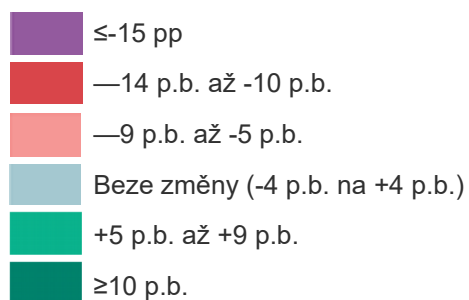 ≤-15 pp
—14 p.b. až -10 p.b.
—9 p.b. až -5 p.b.
Beze změny (-4 p.b. na +4 p.b.)
+5 p.b. až +9 p.b.
≥10 p.b.